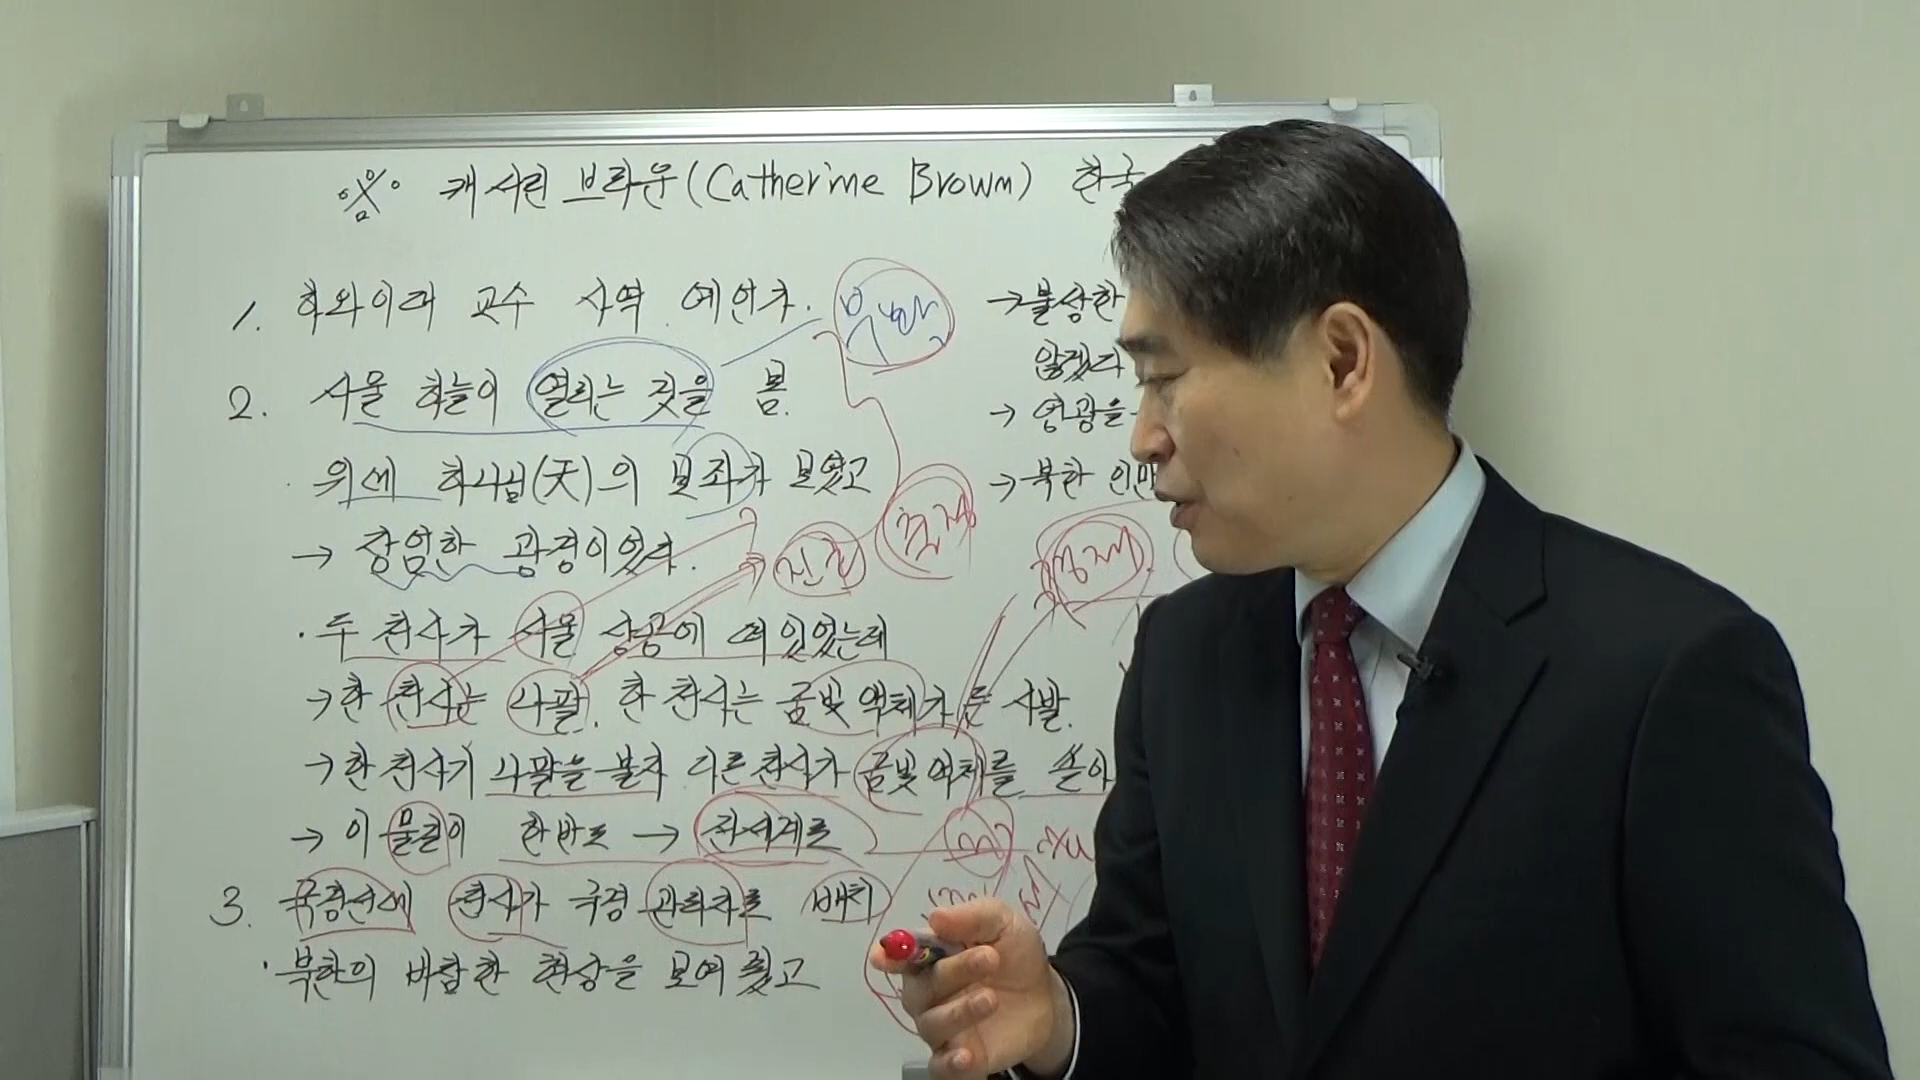 ※ 캐서린 브라운 (Catherine Brown) 한국
1. 하와이대 교수 사역 예언가.
2. 서울 하늘이 열리는 것을 봄.
위에 하나님(天)의 보좌가 보였고
→ 장엄한 광경이었다.
· 두 천사가 서울 상공에 떠 있었는데
→ 한 천사는 나팔. 한 천사는 금빛 액체가 든 사발.
→ 한 천사가 나팔을 불자 다른 천사가 금빛 액체를 쏟아
→ 이 물결이 한반도 → 전세계로
3. 국경선에 천사가 국경 관리자로 배치
· 북한의 비참한 현상을 보여 줬고
→ 불쌍한
않겠다
→ 영광을
→ 북한 인민